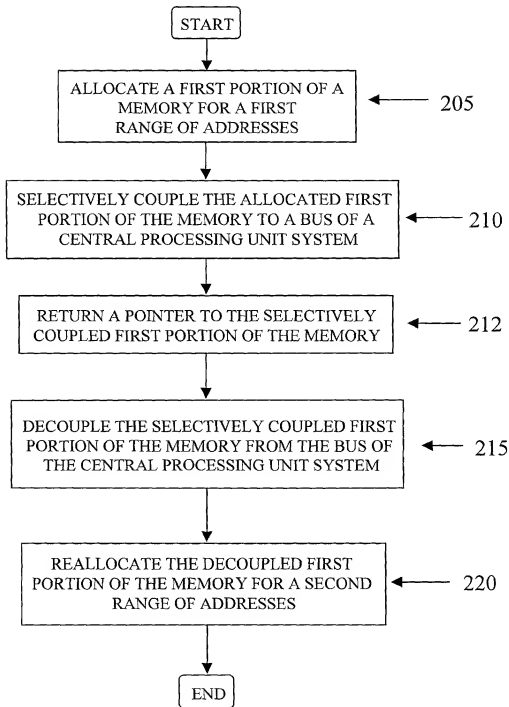 START
ALLOCATE A FIRST PORTION OF A
MEMORY FOR A FIRST
RANGE OF ADDRESSES
205
SELECTIVELY COUPLE THE ALLOCATED FIRST
PORTION OF THE MEMORY TO A BUS OF A
CENTRAL PROCESSING UNIT SYSTEM
210
RETURN A POINTER TO THE SELECTIVELY
COUPLED FIRST PORTION OF THE MEMORY
212
DECOUPLE THE SELECTIVELY COUPLED FIRST
PORTION OF THE MEMORY FROM THE BUS OF
THE CENTRAL PROCESSING UNIT SYSTEM
215
REALLOCATE THE DECOUPLED FIRST
PORTION OF THE MEMORY FOR A SECOND
RANGE OF ADDRESSES
220
END